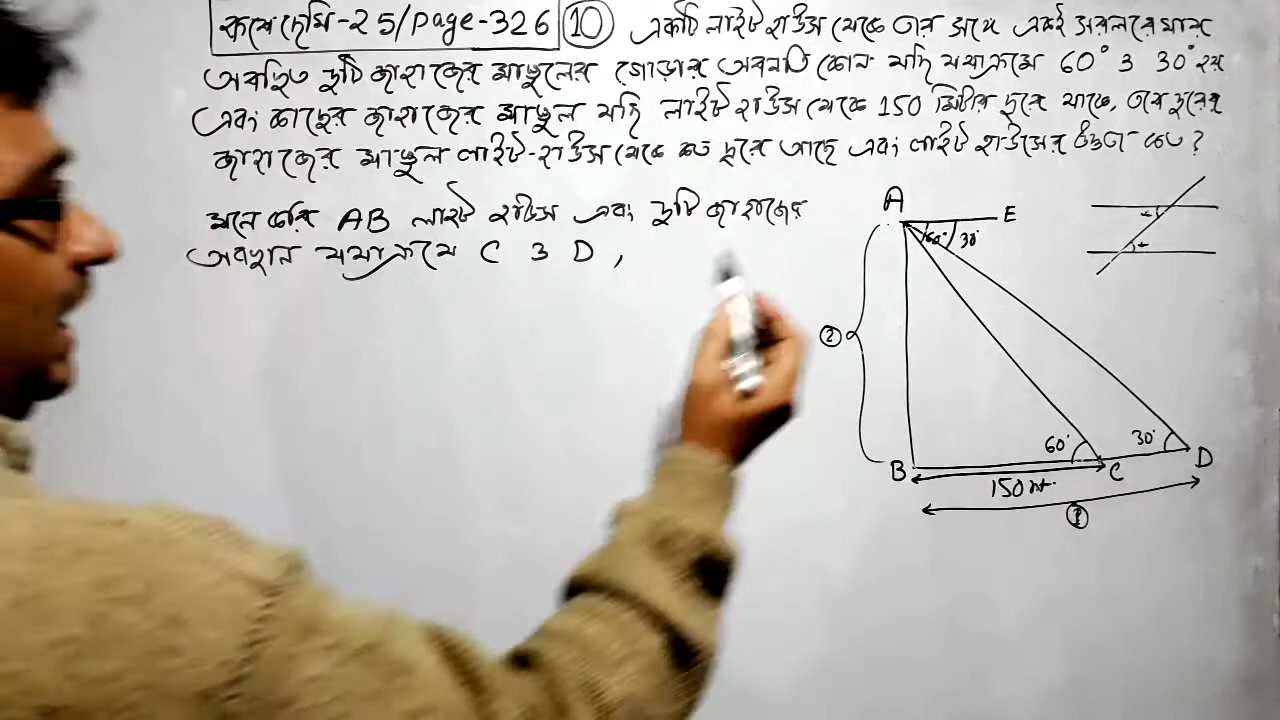 কষে দেখি-25/page-326 ⑩ একটি লাইট হাউস থেকে তার সাথে একই সরলরেখায়
অবস্থিত দুটি জাহাজের মাস্তুলের গোড়ার অবনতি কোণ যদি যথাক্রমে 60° ও 30° হয়
এবং কাছের জাহাজের মাস্তুল যদি লাইট হাউস থেকে 150 মিটার দূরে থাকে, তবে দূরের
জাহাজের মাস্তুল লাইট-হাউস থেকে কত দূরে আছে এবং লাইট হাউসের উচ্চতা কত?
মনে করি AB লাইট হাউস এবং দুটি জাহাজের
অবস্থান যথাক্রমে C ও D,
A
E
60° 30°
②
60°
30°
B
C
D
150 মি.
①